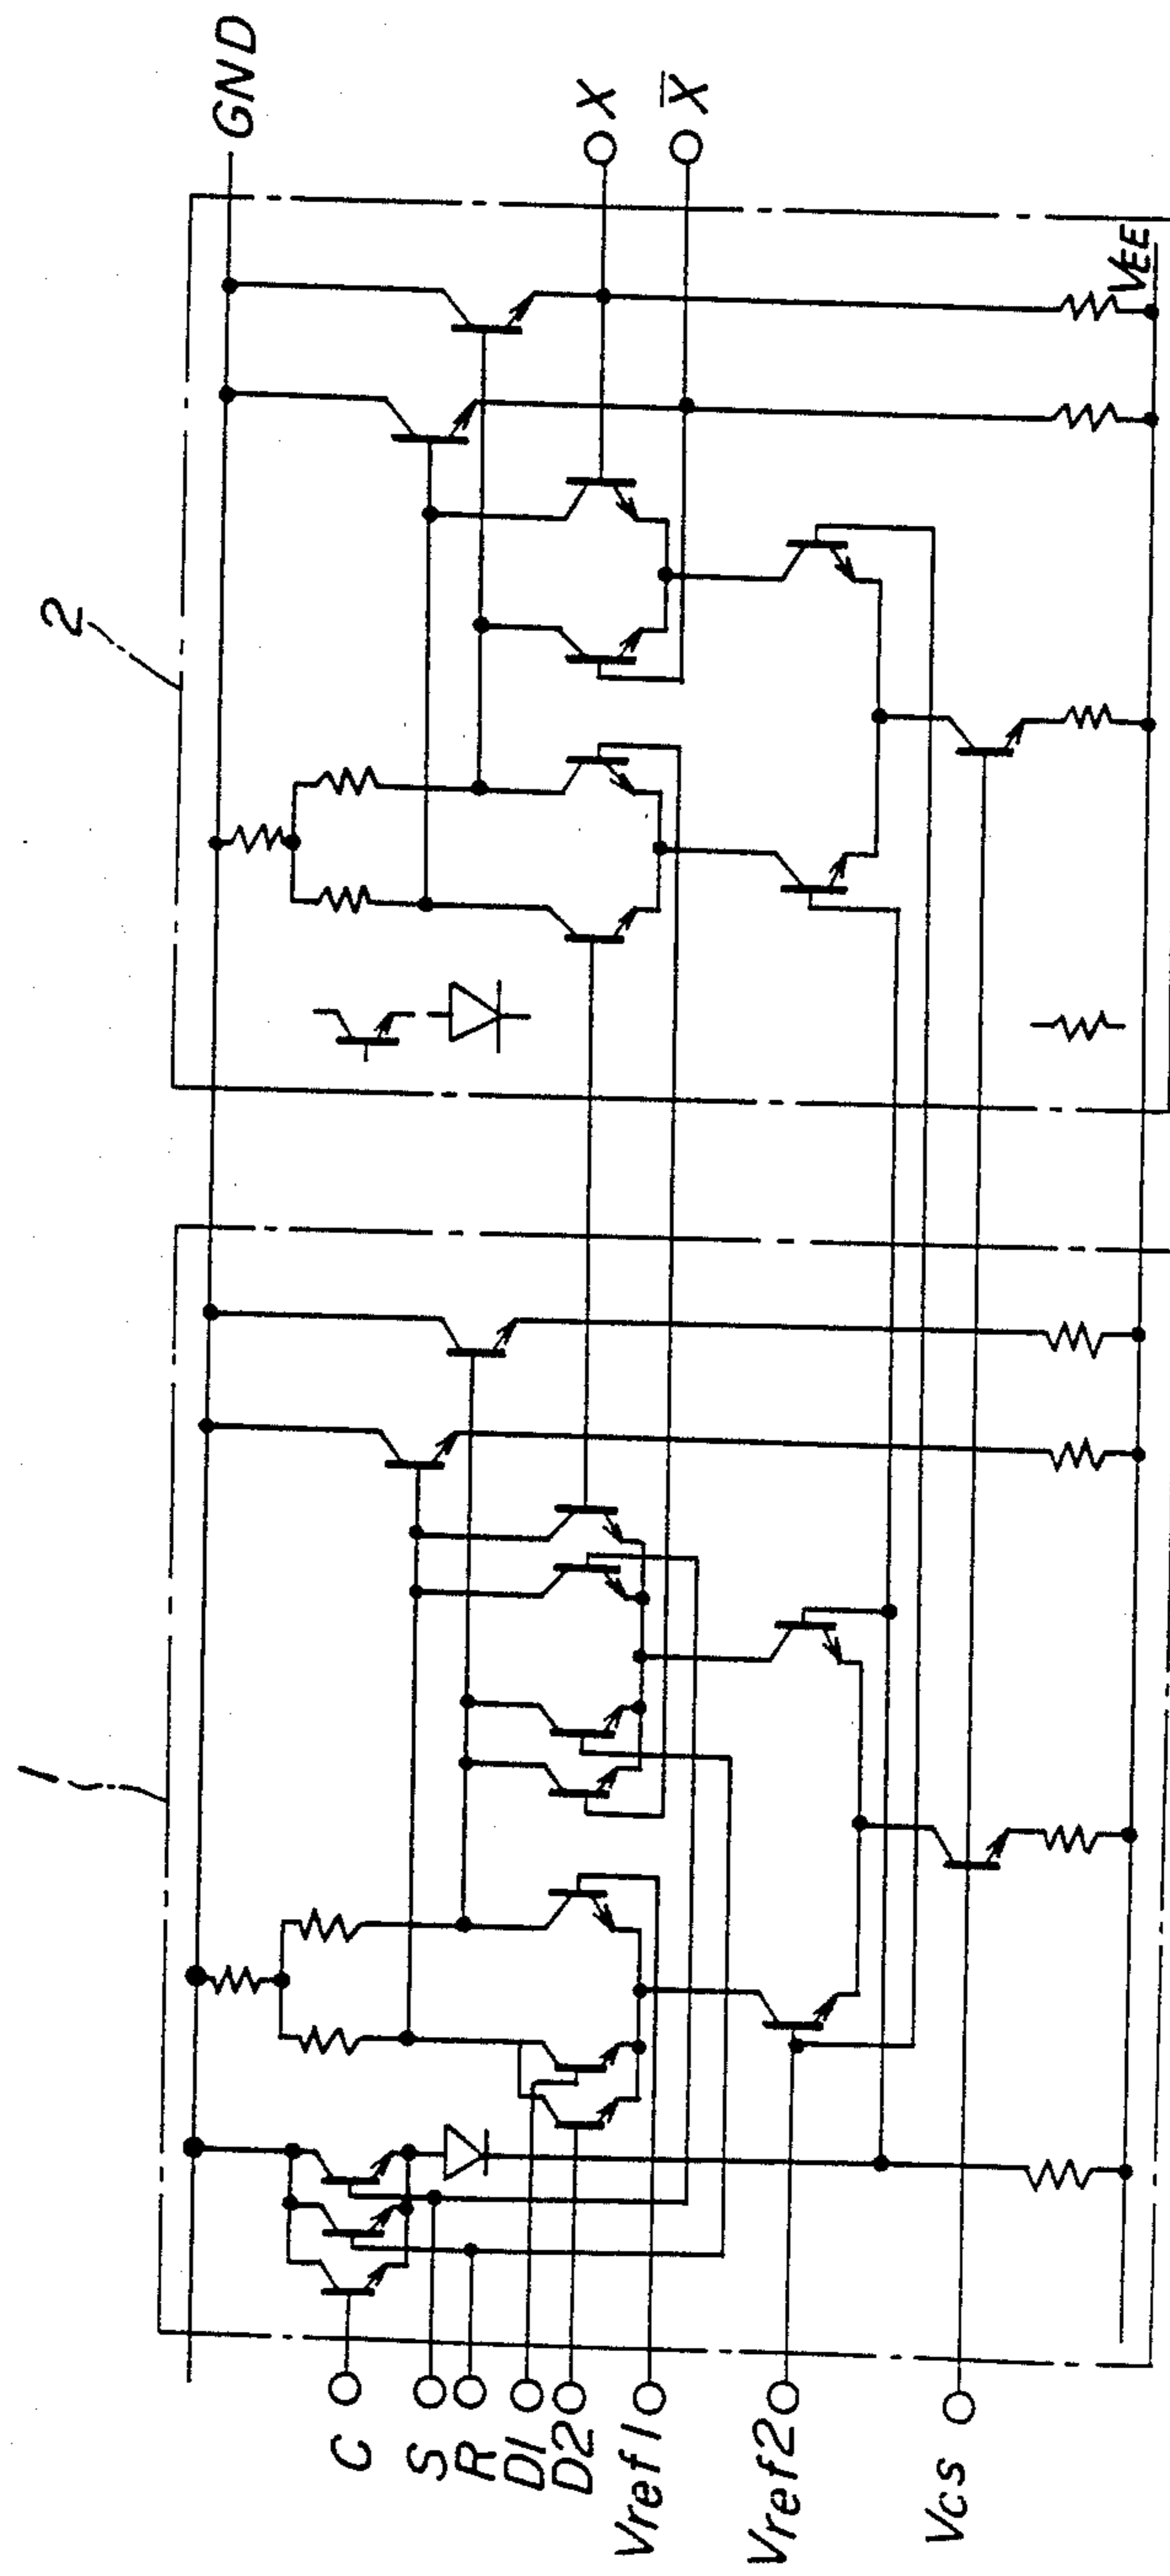 1
2
GND
C
S
R
D1
D2
Vref1
Vref2
Vcs
X
X̅
VEE